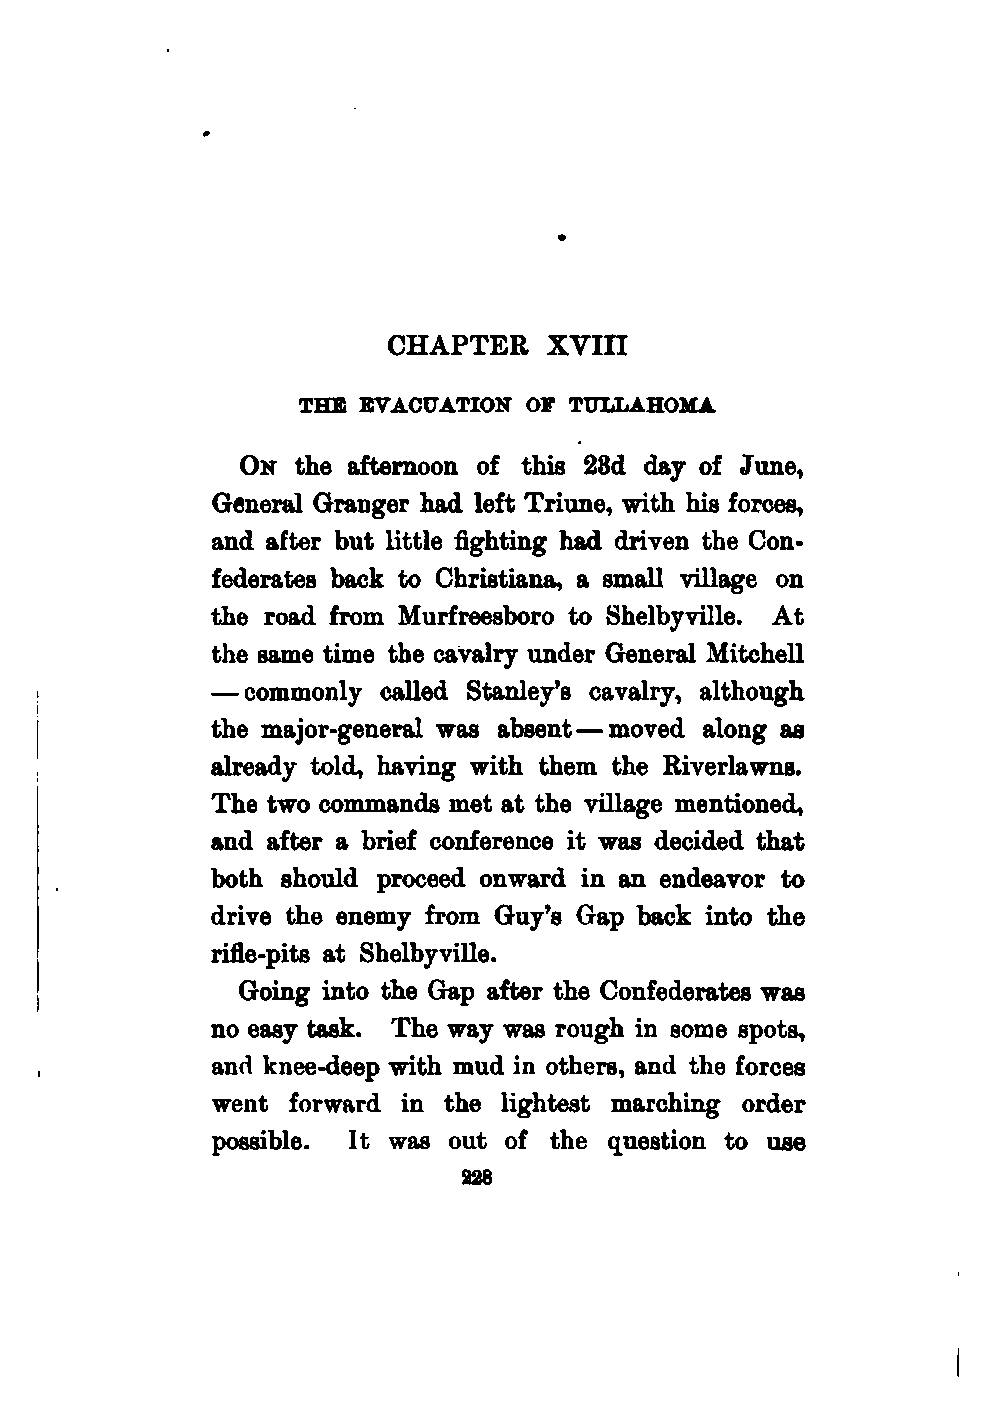 CHAPTER XVIII
THE EVACUATION OF TULLAHOMA
ON the afternoon of this 23d day of June,
General Granger had left Triune, with his forces,
and after but little fighting had driven the Con-
federates back to Christiana, a small village on
the road from Murfreesboro to Shelbyville. At
the same time the cavalry under General Mitchell
— commonly called Stanley's cavalry, although
the major-general was absent — moved along as
already told, having with them the Riverlawns.
The two commands met at the village mentioned,
and after a brief conference it was decided that
both should proceed onward in an endeavor to
drive the enemy from Guy's Gap back into the
rifle-pits at Shelbyville.
Going into the Gap after the Confederates was
no easy task. The way was rough in some spots,
and knee-deep with mud in others, and the forces
went forward in the lightest marching order
possible. It was out of the question to use
228